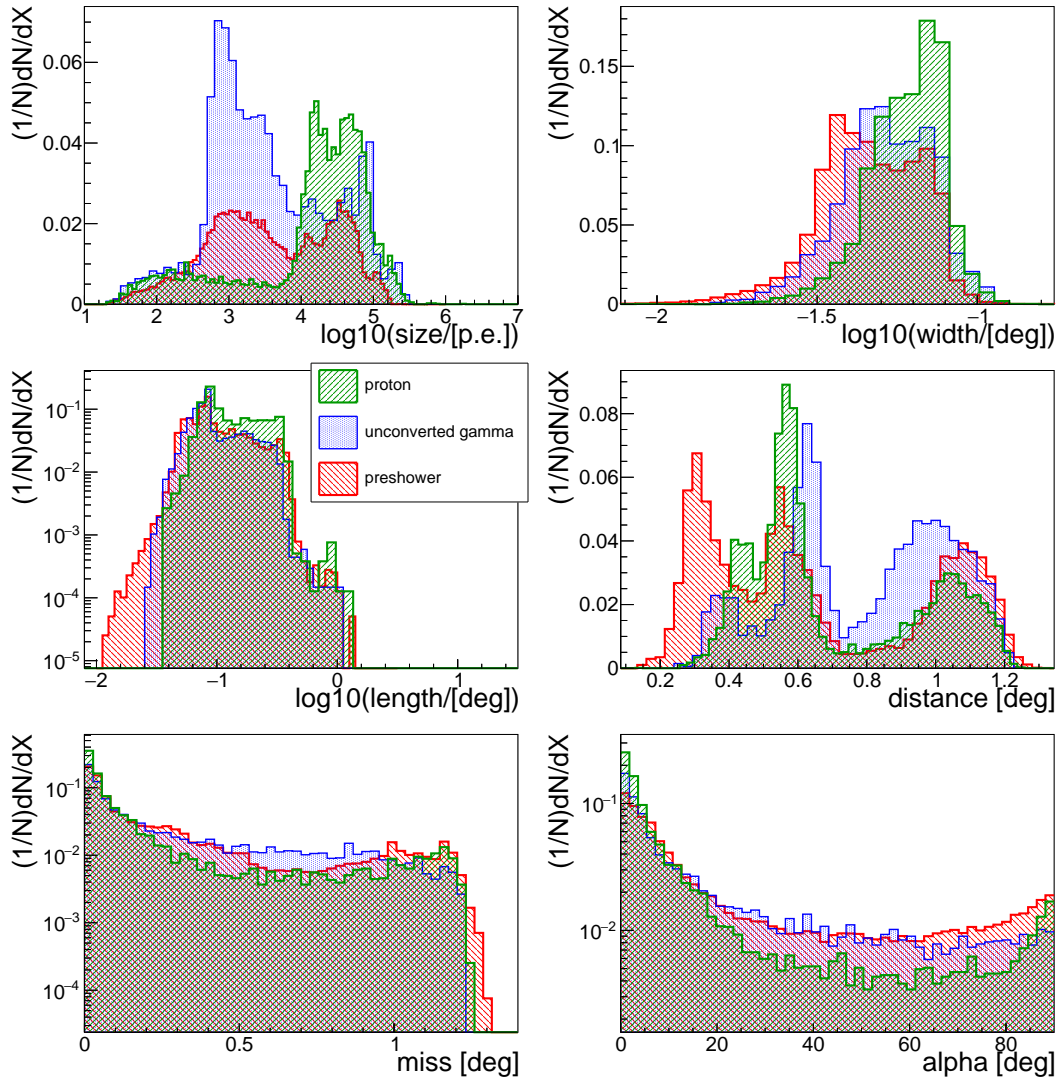 (1/N)dN/dX
0.06
0.04
0.02
0
1 2 3 4 5 6 7
log10(size/[p.e.])
(1/N)dN/dX
0.15
0.1
0.05
0
−2 −1.5 −1
log10(width/[deg])
(1/N)dN/dX
10−1
10−2
10−3
10−4
10−5
−2 −1 0 1
log10(length/[deg])
proton
unconverted gamma
preshower
(1/N)dN/dX
0.08
0.06
0.04
0.02
0
0.2 0.4 0.6 0.8 1 1.2
distance [deg]
(1/N)dN/dX
10−1
10−2
10−3
10−4
0 0.5 1
miss [deg]
(1/N)dN/dX
10−1
10−2
0 20 40 60 80
alpha [deg]